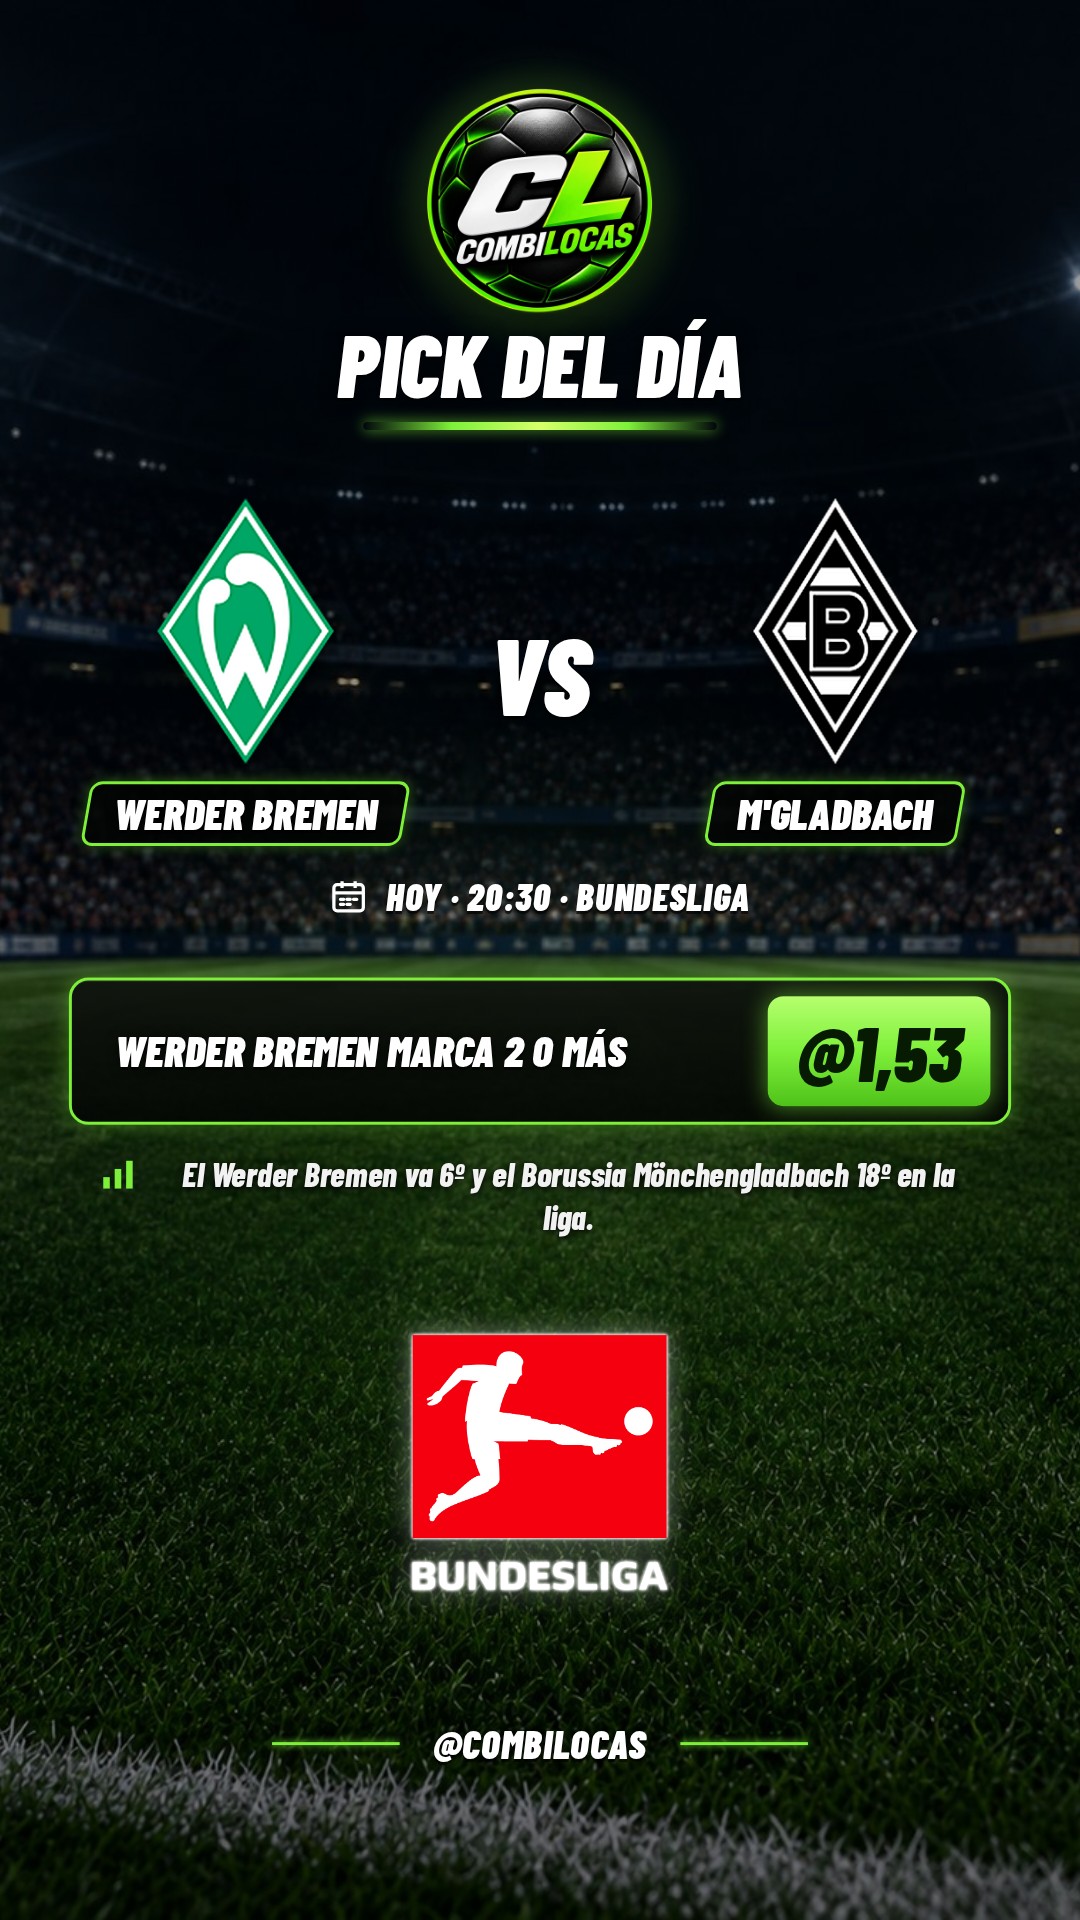 CL
COMBILOCAS
PICK DEL DÍA
VS
WERDER BREMEN
M'GLADBACH
HOY · 20:30 · BUNDESLIGA
WERDER BREMEN MARCA 2 O MÁS
@1,53
El Werder Bremen va 6º y el Borussia Mönchengladbach 18º en la
liga.
BUNDESLIGA
@COMBILOCAS